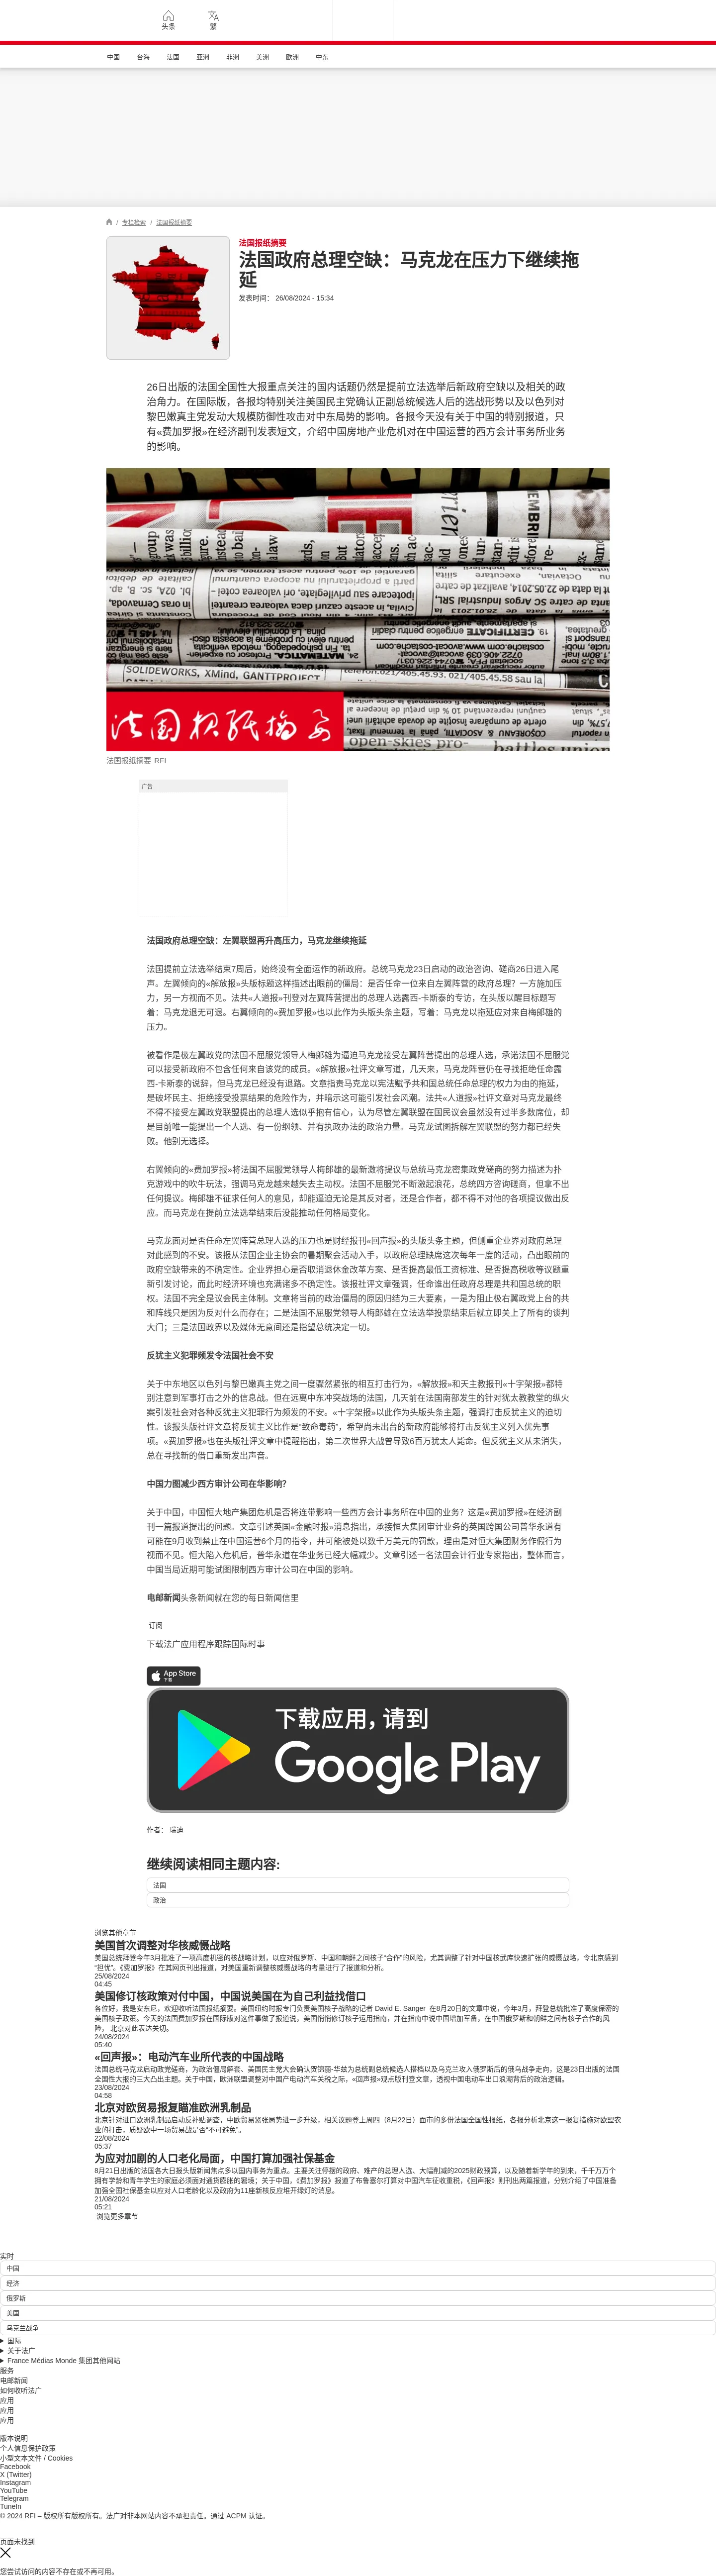 头条
繁
中国 台海 法国 亚洲 非洲 美洲 欧洲 中东
/ 专栏检索 / 法国报纸摘要
法国报纸摘要
法国政府总理空缺：马克龙在压力下继续拖
延
发表时间： 26/08/2024 - 15:34
26日出版的法国全国性大报重点关注的国内话题仍然是提前立法选举后新政府空缺以及相关的政
治角力。在国际版，各报均特别关注美国民主党确认正副总统候选人后的选战形势以及以色列对
黎巴嫩真主党发动大规模防御性攻击对中东局势的影响。各报今天没有关于中国的特别报道，只
有«费加罗报»在经济副刊发表短文，介绍中国房地产业危机对在中国运营的西方会计事务所业务
的影响。
法国报纸摘要
法国报纸摘要 RFI
广告
法国政府总理空缺：左翼联盟再升高压力，马克龙继续拖延
法国提前立法选举结束7周后，始终没有全面运作的新政府。总统马克龙23日启动的政治咨询、磋商26日进入尾
声。左翼倾向的«解放报»头版标题这样描述出眼前的僵局：是否任命一位来自左翼阵营的政府总理？一方施加压
力，另一方视而不见。法共«人道报»刊登对左翼阵营提出的总理人选露西-卡斯泰的专访，在头版以醒目标题写
着：马克龙退无可退。右翼倾向的«费加罗报»也以此作为头版头条主题，写着：马克龙以拖延应对来自梅郎雄的
压力。
被看作是极左翼政党的法国不屈服党领导人梅郎雄为逼迫马克龙接受左翼阵营提出的总理人选，承诺法国不屈服党
可以接受新政府不包含任何来自该党的成员。«解放报»社评文章写道，几天来，马克龙阵营仍在寻找拒绝任命露
西-卡斯泰的说辞，但马克龙已经没有退路。文章指责马克龙以宪法赋予共和国总统任命总理的权力为由的拖延，
是破坏民主、拒绝接受投票结果的危险作为，并暗示这可能引发社会风潮。法共«人道报»社评文章对马克龙最终
不得不接受左翼政党联盟提出的总理人选似乎抱有信心，认为尽管左翼联盟在国民议会虽然没有过半多数席位，却
是目前唯一能提出一个人选、有一份纲领、并有执政办法的政治力量。马克龙试图拆解左翼联盟的努力都已经失
败。他别无选择。
右翼倾向的«费加罗报»将法国不屈服党领导人梅郎雄的最新激将提议与总统马克龙密集政党磋商的努力描述为扑
克游戏中的吹牛玩法，强调马克龙越来越失去主动权。法国不屈服党不断激起浪花，总统四方咨询磋商，但拿不出
任何提议。梅郎雄不征求任何人的意见，却能逼迫无论是其反对者，还是合作者，都不得不对他的各项提议做出反
应。而马克龙在提前立法选举结束后没能推动任何格局变化。
马克龙面对是否任命左翼阵营总理人选的压力也是财经报刊«回声报»的头版头条主题，但侧重企业界对政府总理
对此感到的不安。该报从法国企业主协会的暑期聚会活动入手，以政府总理缺席这次每年一度的活动，凸出眼前的
政府空缺带来的不确定性。企业界担心是否取消退休金改革方案、是否提高最低工资标准、是否提高税收等议题重
新引发讨论，而此时经济环境也充满诸多不确定性。该报社评文章强调，任命谁出任政府总理是共和国总统的职
权。法国不完全是议会民主体制。文章将当前的政治僵局的原因归结为三大要素，一是为阻止极右翼政党上台的共
和阵线只是因为反对什么而存在；二是法国不屈服党领导人梅郎雄在立法选举投票结束后就立即关上了所有的谈判
大门；三是法国政界以及媒体无意间还是指望总统决定一切。
反犹主义犯罪频发令法国社会不安
关于中东地区以色列与黎巴嫩真主党之间一度骤然紧张的相互打击行为，«解放报»和天主教报刊«十字架报»都特
别注意到军事打击之外的信息战。但在远离中东冲突战场的法国，几天前在法国南部发生的针对犹太教教堂的纵火
案引发社会对各种反犹主义犯罪行为频发的不安。«十字架报»以此作为头版头条主题，强调打击反犹主义的迫切
性。该报头版社评文章将反犹主义比作是“致命毒药”，希望尚未出台的新政府能够将打击反犹主义列入优先事
项。«费加罗报»也在头版社评文章中提醒指出，第二次世界大战曾导致6百万犹太人毙命。但反犹主义从未消失，
总在寻找新的借口重新发出声音。
中国力图减少西方审计公司在华影响?
关于中国，中国恒大地产集团危机是否将连带影响一些西方会计事务所在中国的业务？这是«费加罗报»在经济副
刊一篇报道提出的问题。文章引述英国«金融时报»消息指出，承接恒大集团审计业务的英国跨国公司普华永道有
可能在9月收到禁止在中国运营6个月的指令，并可能被处以数千万美元的罚款，理由是对恒大集团财务作假行为
视而不见。恒大陷入危机后，普华永道在华业务已经大幅减少。文章引述一名法国会计行业专家指出，整体而言，
中国当局近期可能试图限制西方审计公司在中国的影响。
电邮新闻头条新闻就在您的每日新闻信里
订阅
下载法广应用程序跟踪国际时事
App Store
下载
下载应用，请到
Google Play
作者： 瑞迪
继续阅读相同主题内容:
法国
政治
浏览其他章节
美国首次调整对华核威慑战略
美国总统拜登今年3月批准了一项高度机密的核战略计划，以应对俄罗斯、中国和朝鲜之间核子“合作”的风险，尤其调整了针对中国核武库快速扩张的威慑战略，令北京感到
“担忧”。《费加罗报》在其网页刊出报道，对美国重新调整核威慑战略的考量进行了报道和分析。
25/08/2024
04:45
美国修订核政策对付中国，中国说美国在为自己利益找借口
各位好，我是安东尼，欢迎收听法国报纸摘要。美国纽约时报专门负责美国核子战略的记者 David E. Sanger 在8月20日的文章中说，今年3月，拜登总统批准了高度保密的
美国核子政策。今天的法国费加罗报在国际版对这件事做了报道说，美国悄悄修订核子运用指南，并在指南中说中国增加军备，在中国俄罗斯和朝鲜之间有核子合作的风
险， 北京对此表达关切。
24/08/2024
05:40
«回声报»：电动汽车业所代表的中国战略
法国总统马克龙启动政党磋商，为政治僵局解套、美国民主党大会确认贺锦丽-华兹为总统副总统候选人搭档以及乌克兰攻入俄罗斯后的俄乌战争走向，这是23日出版的法国
全国性大报的三大凸出主题。关于中国，欧洲联盟调整对中国产电动汽车关税之际，«回声报»观点版刊登文章，透视中国电动车出口浪潮背后的政治逻辑。
23/08/2024
04:58
北京对欧贸易报复瞄准欧洲乳制品
北京针对进口欧洲乳制品启动反补贴调查，中欧贸易紧张局势进一步升级，相关议题登上周四（8月22日）面市的多份法国全国性报纸，各报分析北京这一报复措施对欧盟农
业的打击，质疑欧中一场贸易战是否“不可避免”。
22/08/2024
05:37
为应对加剧的人口老化局面，中国打算加强社保基金
8月21日出版的法国各大日报头版新闻焦点多以国内事务为重点。主要关注停摆的政府、难产的总理人选、大幅削减的2025财政预算，以及随着新学年的到来，千千万万个
拥有学龄和青年学生的家庭必须面对通货膨胀的窘境；关于中国，《费加罗报》报道了布鲁塞尔打算对中国汽车征收重税，《回声报》则刊出两篇报道，分别介绍了中国准备
加强全国社保基金以应对人口老龄化以及政府为11座新核反应堆开绿灯的消息。
21/08/2024
05:21
浏览更多章节
实时
中国
经济
俄罗斯
美国
乌克兰战争
国际
关于法广
France Médias Monde 集团其他网站
服务
电邮新闻
如何收听法广
应用
应用
应用
版本说明
个人信息保护政策
小型文本文件 / Cookies
Facebook
X (Twitter)
Instagram
YouTube
Telegram
TuneIn
© 2024 RFI – 版权所有版权所有。法广对非本网站内容不承担责任。通过 ACPM 认证。
页面未找到
您尝试访问的内容不存在或不再可用。